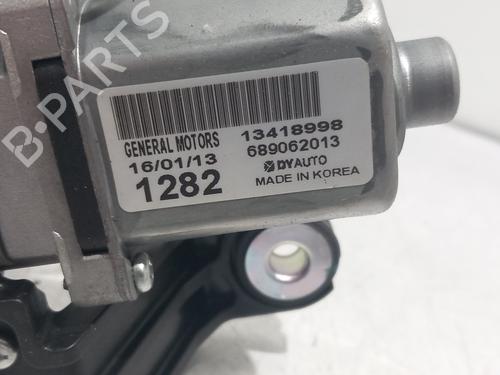 B-PARTS
GENERAL MOTORS 13418998
16/01/13 689062013
1282 DYAUTO
MADE IN KOREA